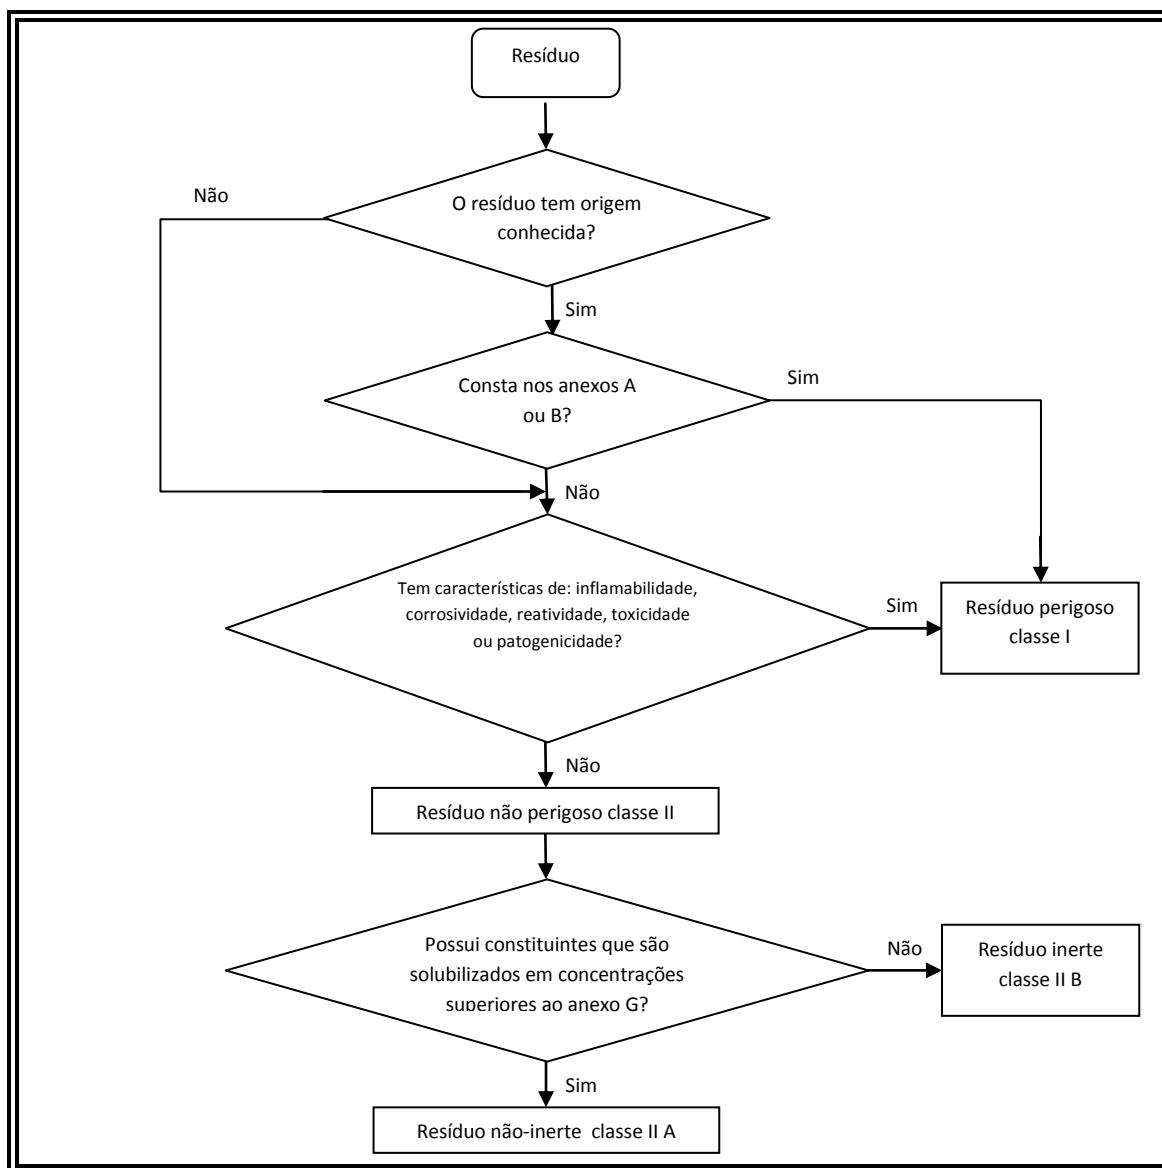 Resíduo
Não
O resíduo tem origem
conhecida?
Sim
Consta nos anexos A
ou B?
Sim
Não
Tem características de: inflamabilidade,
corrosividade, reatividade, toxicidade
ou patogenicidade?
Sim
Resíduo perigoso
classe I
Não
Resíduo não perigoso classe II
Possui constituintes que são
solubilizados em concentrações
superiores ao anexo G?
Não
Resíduo inerte
classe II B
Sim
Resíduo não-inerte classe II A